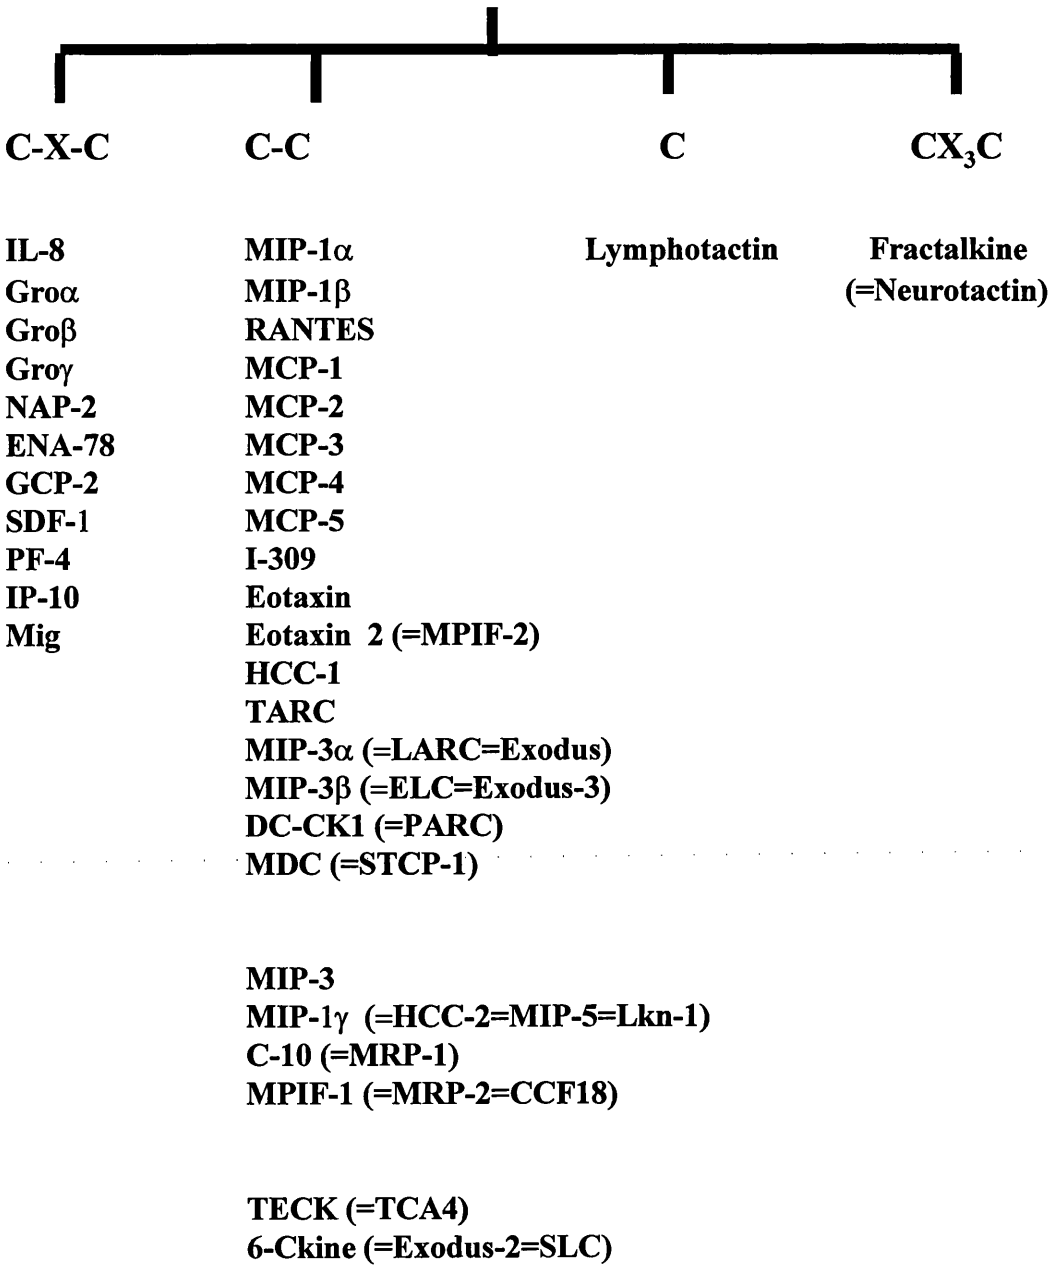 C-X-C
C-C
C
CX₃C
IL-8
Groα
Groβ
Groγ
NAP-2
ENA-78
GCP-2
SDF-1
PF-4
IP-10
Mig
MIP-1α
MIP-1β
RANTES
MCP-1
MCP-2
MCP-3
MCP-4
MCP-5
I-309
Eotaxin
Eotaxin 2 (=MPIF-2)
HCC-1
TARC
MIP-3α (=LARC=Exodus)
MIP-3β (=ELC=Exodus-3)
DC-CK1 (=PARC)
MDC (=STCP-1)
MIP-3
MIP-1γ (=HCC-2=MIP-5=Lkn-1)
C-10 (=MRP-1)
MPIF-1 (=MRP-2=CCF18)
TECK (=TCA4)
6-Ckine (=Exodus-2=SLC)
Lymphotactin
Fractalkine
(=Neurotactin)